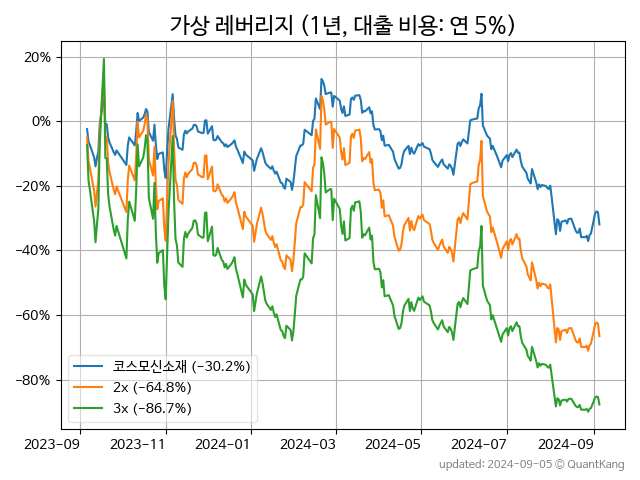 가상 레버리지 (1년, 대출 비용: 연 5%)
20%
0%
−20%
−40%
−60%
−80%
코스모신소재 (−30.2%)
2x (−64.8%)
3x (−86.7%)
2023−09 2023−11 2024−01 2024−03 2024−05 2024−07 2024−09
updated: 2024-09-05 © QuantKang